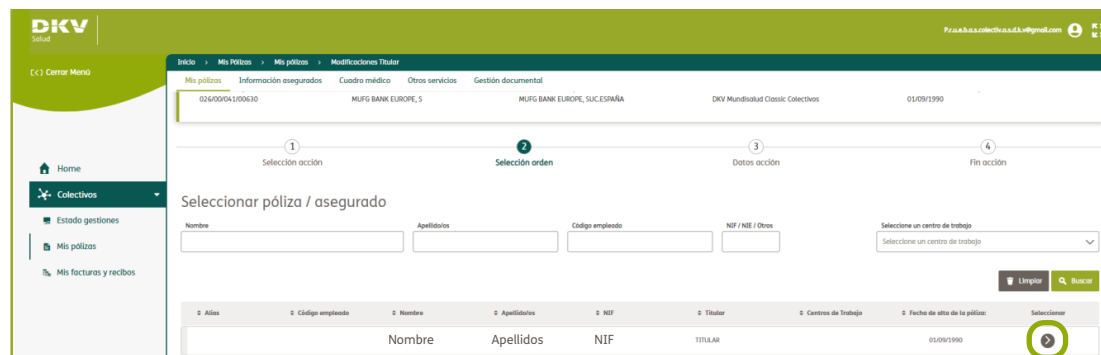 DKV
Salud
P.r.u.e.b.a.s.colectiv.o.s.d.k.v@gmail.com
[<] Cerrar Menú
Inicio > Mis Pólizas > Mis pólizas > Modificaciones Titular
Mis pólizas Información asegurados Cuadro médico Otros servicios Gestión documental
026/00/041/00630 MUFG BANK EUROPE, S MUFG BANK EUROPE, SUC.ESPAÑA DKV Mundisalud Classic Colectivos 01/09/1990
1 2 3 4
Selección acción Selección orden Datos acción Fin acción
Home
Colectivos
Estado gestiones
Mis pólizas
Mis facturas y recibos
Seleccionar póliza / asegurado
Nombre Apellido/os Código empleado NIF / NIE / Otros Seleccione un centro de trabajo
Seleccione un centro de trabajo
Limpiar Buscar
Alias Código empleado Nombre Apellido/os NIF Titular Centros de Trabajo Fecha de alta de la póliza: Seleccionar
Nombre Apellidos NIF TITULAR 01/09/1990